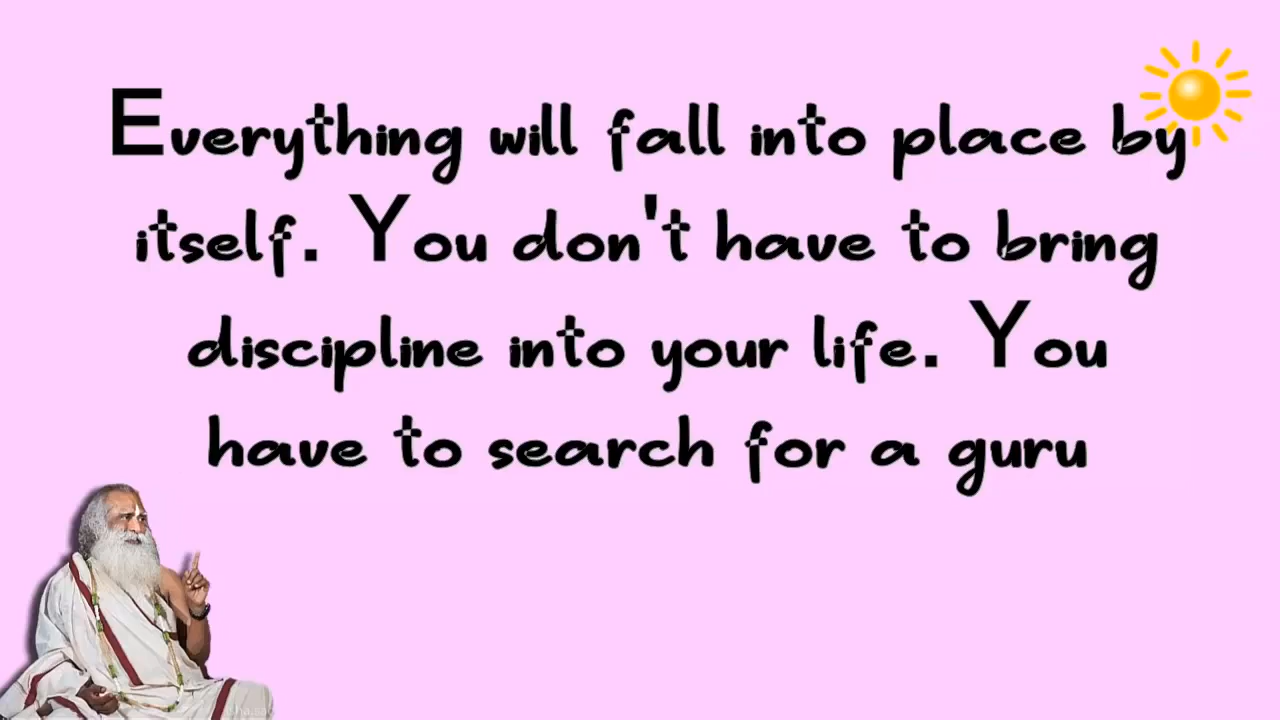 Everything will fall into place by
itself. You don't have to bring
discipline into your life. You
have to search for a guru